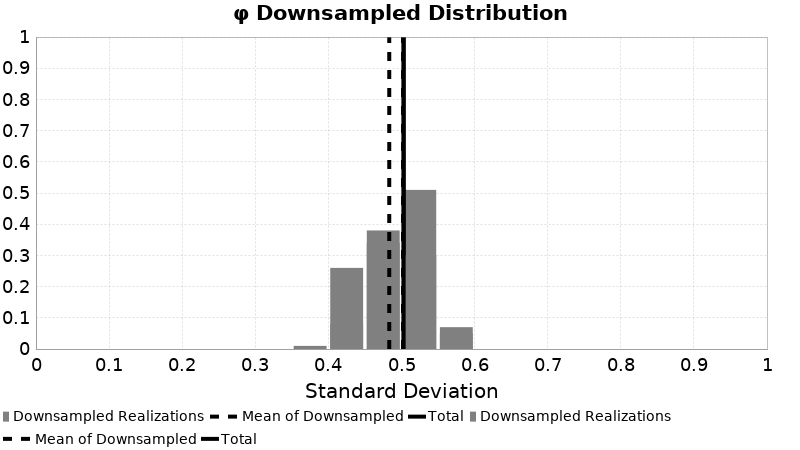 φ Downsampled Distribution
1
0.9
0.8
0.7
0.6
0.5
0.4
0.3
0.2
0.1
0
0 0.1 0.2 0.3 0.4 0.5 0.6 0.7 0.8 0.9 1
Standard Deviation
Downsampled Realizations Mean of Downsampled Total Downsampled Realizations
Mean of Downsampled Total